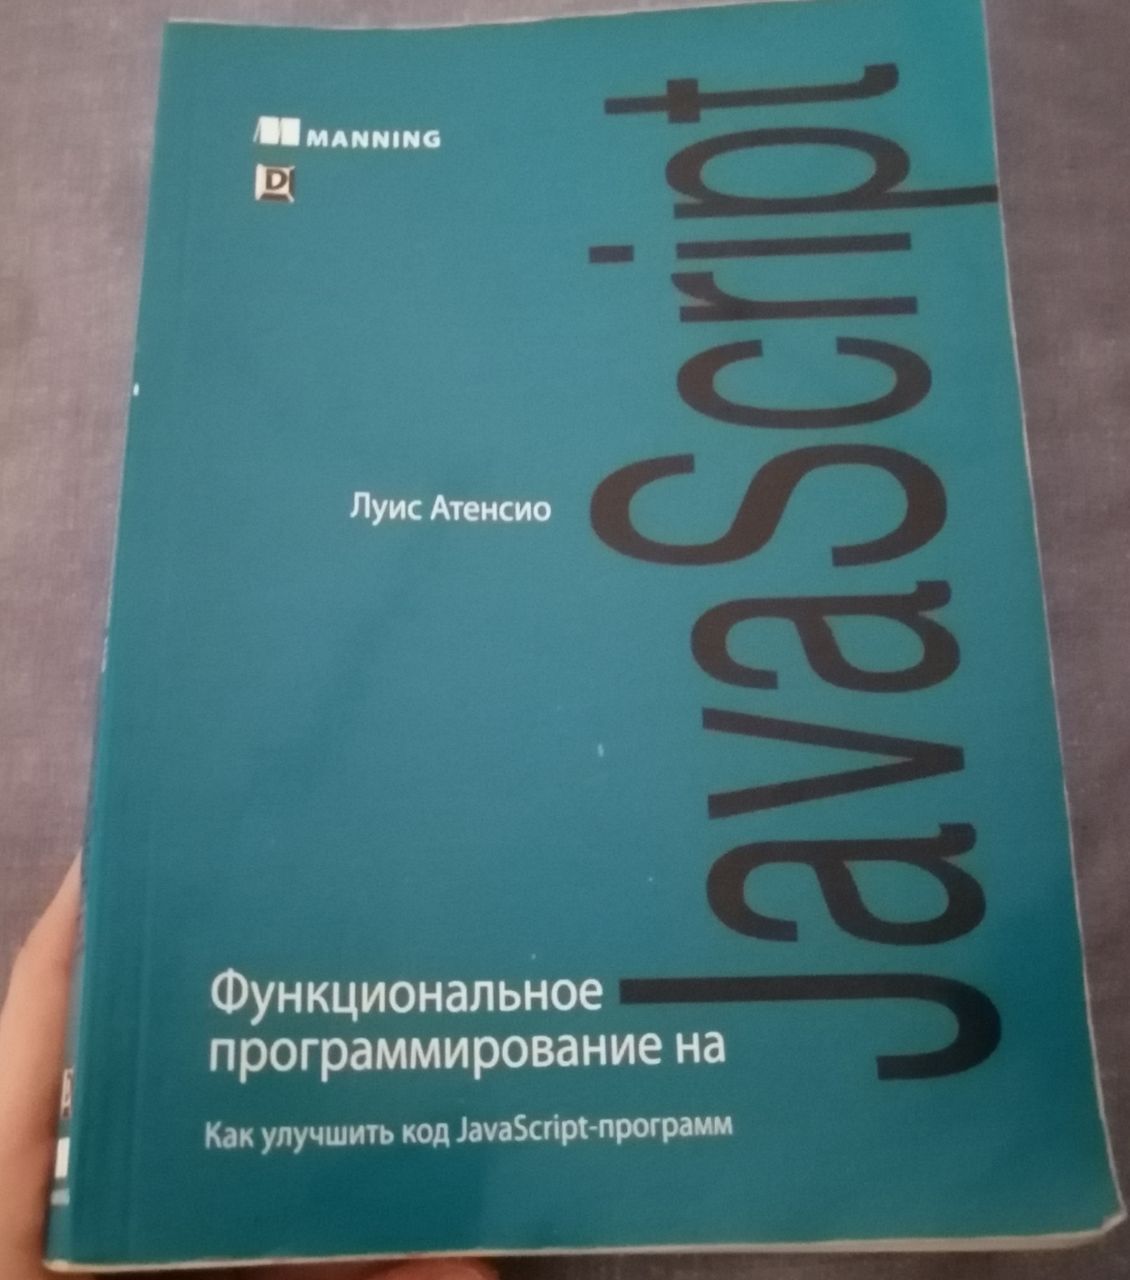 MANNING
D
Луис Атенсио
Функциональное
программирование на
JavaScript
Как улучшить код JavaScript-программ